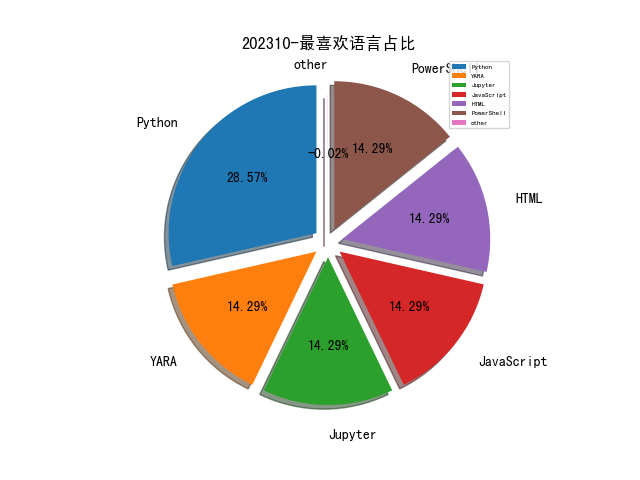 202310-最喜欢语言占比
other
PowerShell
Python
HTML
YARA
JavaScript
Jupyter
28.57%
-0.02%
14.29%
14.29%
14.29%
14.29%
14.29%
Python
YARA
Jupyter
JavaScript
HTML
PowerShell
other